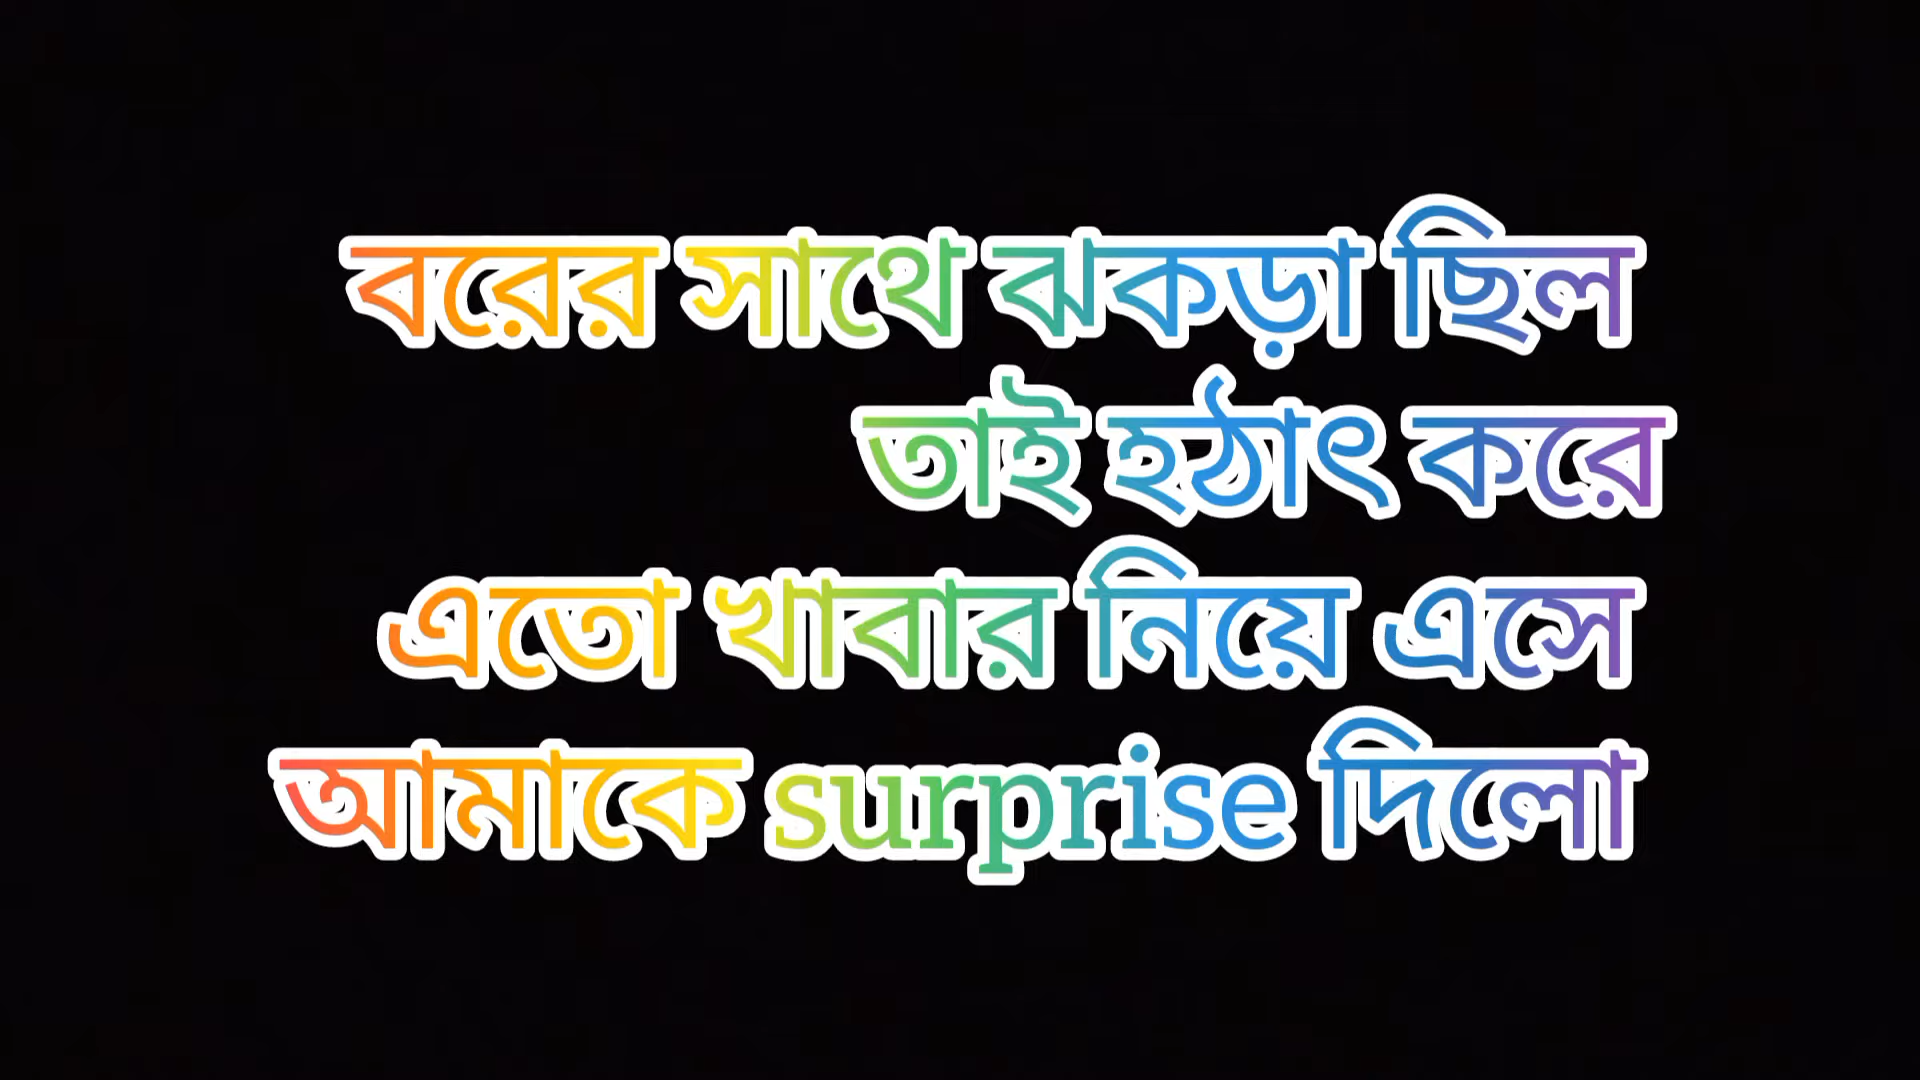 বরের সাথে ঝকড়া ছিল
তাই হঠাৎ করে
এতো খাবার নিয়ে এসে
আমাকে surprise দিলো